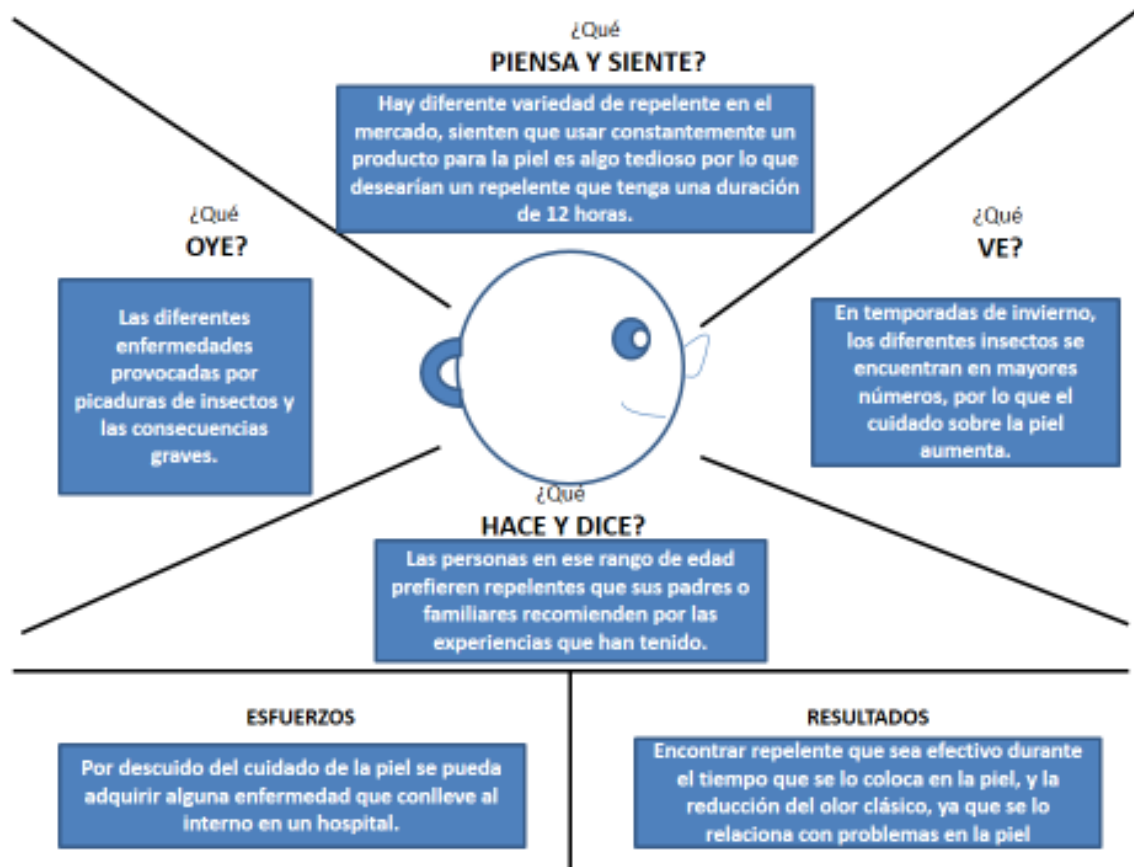 ¿Qué
PIENSA Y SIENTE?
Hay diferente variedad de repelente en el
mercado, sienten que usar constantemente un
producto para la piel es algo tedioso por lo que
desearían un repelente que tenga una duración
de 12 horas.
¿Qué
OYE?
Las diferentes
enfermedades
provocadas por
picaduras de insectos y
las consecuencias
graves.
¿Qué
VE?
En temporadas de invierno,
los diferentes insectos se
encuentran en mayores
números, por lo que el
cuidado sobre la piel
aumenta.
¿Qué
HACE Y DICE?
Las personas en ese rango de edad
prefieren repelentes que sus padres o
familiares recomienden por las
experiencias que han tenido.
ESFUERZOS
Por descuido del cuidado de la piel se pueda
adquirir alguna enfermedad que conlleve al
interno en un hospital.
RESULTADOS
Encontrar repelente que sea efectivo durante
el tiempo que se lo coloca en la piel, y la
reducción del olor clásico, ya que se lo
relaciona con problemas en la piel